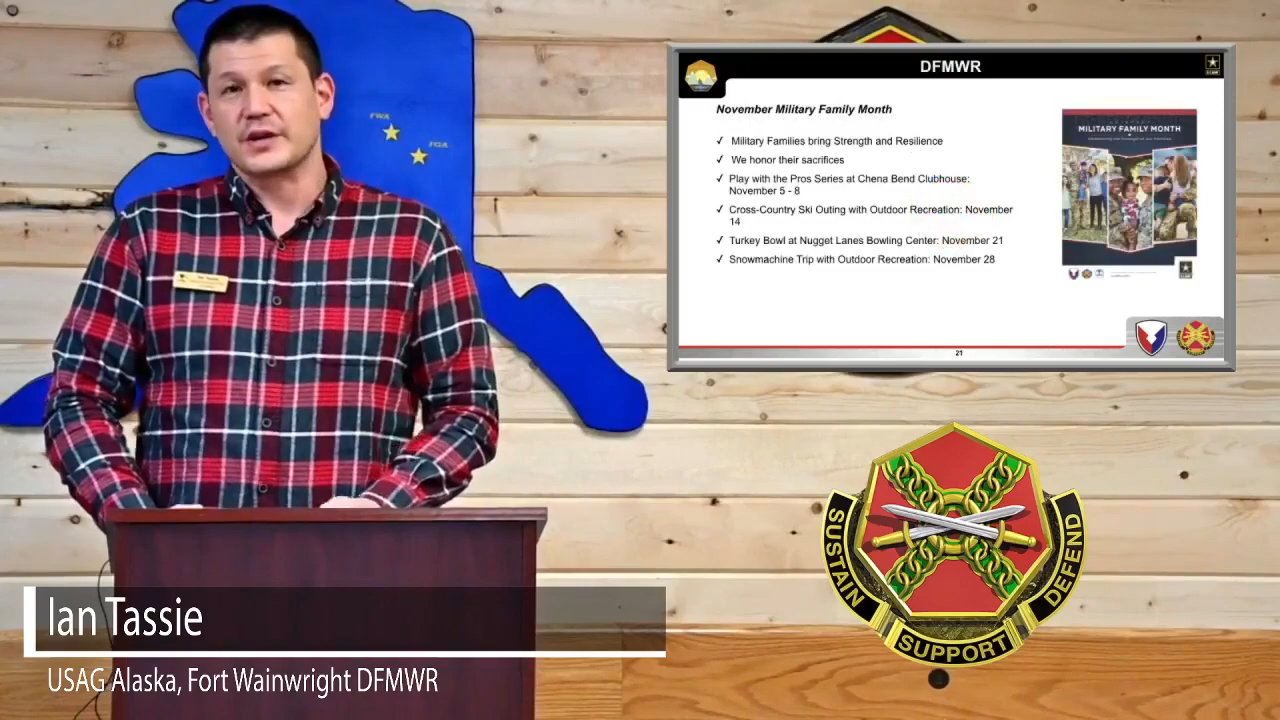 FWA
FGA
DFMWR
November Military Family Month
✓ Military Families bring Strength and Resilience
✓ We honor their sacrifices
✓ Play with the Pros Series at Chena Bend Clubhouse:
November 5 - 8
✓ Cross-Country Ski Outing with Outdoor Recreation: November
14
✓ Turkey Bowl at Nugget Lanes Bowling Center: November 21
✓ Snowmachine Trip with Outdoor Recreation: November 28
MILITARY FAMILY MONTH
21
SUSTAIN
SUPPORT
DEFEND
Ian Tassie
USAG Alaska, Fort Wainwright DFMWR